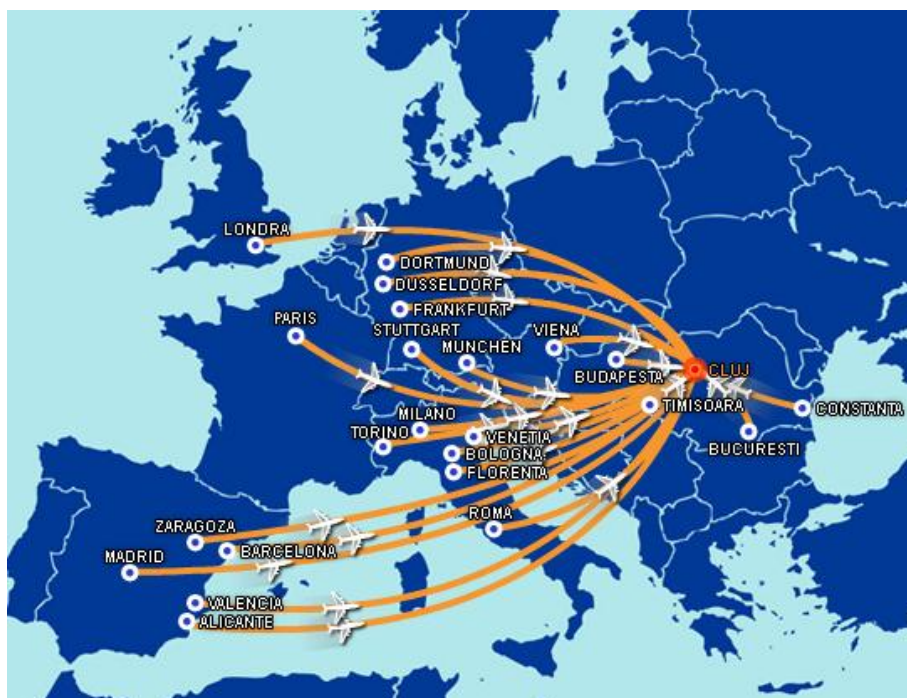 LONDRA
DORTMUND
DUSSELDORF
FRANKFURT
PARIS
STUTTGART
VIENA
MUNCHEN
BUDAPESTA
CLUJ
TIMISOARA
CONSTANTA
MILANO
TORINO
VENETIA
BUCURESTI
BOLOGNA
FLORENTA
ROMA
ZARAGOZA
BARCELONA
MADRID
VALENCIA
ALICANTE